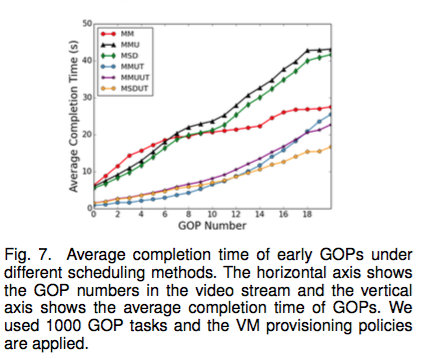 50
40
30
20
10
0
Average Completion Time (s)
MM
MMU
MSD
MMUT
MMUUT
MSDUT
0 2 4 6 8 10 12 14 16 18
GOP Number
Fig. 7. Average completion time of early GOPs under
different scheduling methods. The horizontal axis shows
the GOP numbers in the video stream and the vertical
axis shows the average completion time of GOPs. We
used 1000 GOP tasks and the VM provisioning policies
are applied.